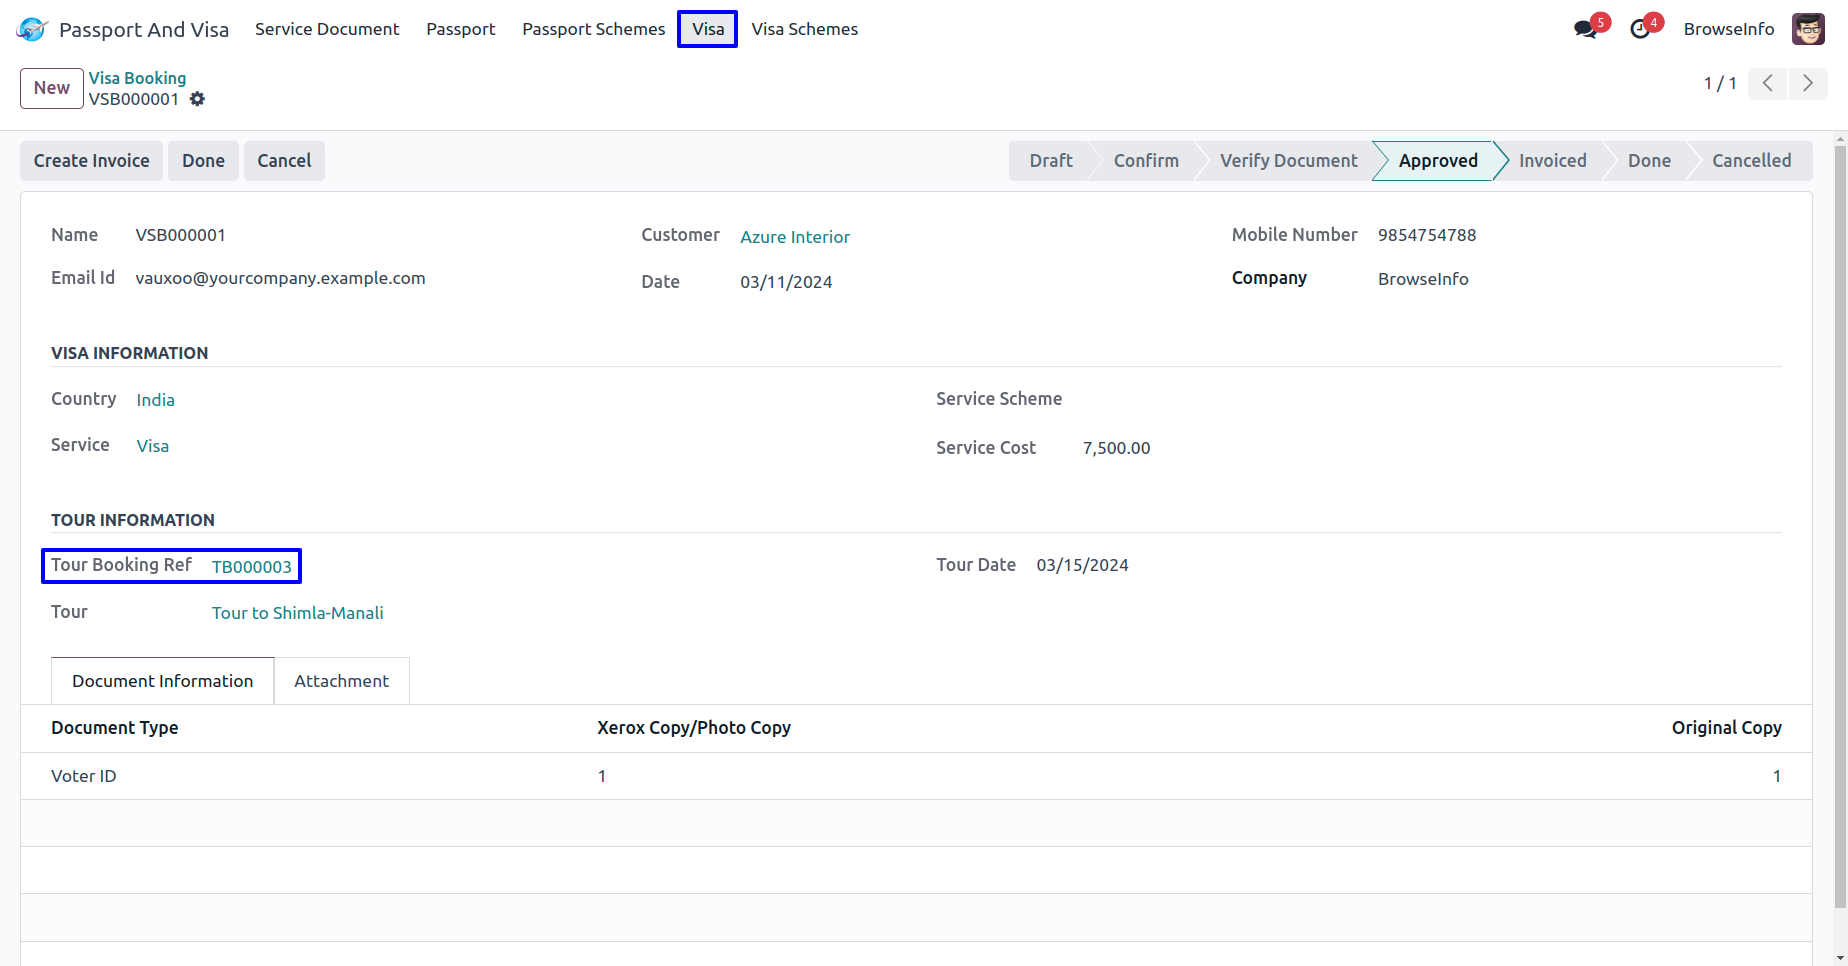 Passport And Visa Service Document Passport Passport Schemes Visa Visa Schemes 5 4 BrowseInfo
New Visa Booking
VSB000001
1 / 1
Create Invoice Done Cancel Draft Confirm Verify Document Approved Invoiced Done Cancelled
Name VSB000001 Customer Azure Interior Mobile Number 9854754788
Email Id vauxoo@yourcompany.example.com Date 03/11/2024 Company BrowseInfo
VISA INFORMATION
Country India Service Scheme
Service Visa Service Cost 7,500.00
TOUR INFORMATION
Tour Booking Ref TB000003 Tour Date 03/15/2024
Tour Tour to Shimla-Manali
Document Information Attachment
Document Type Xerox Copy/Photo Copy Original Copy
Voter ID 1 1